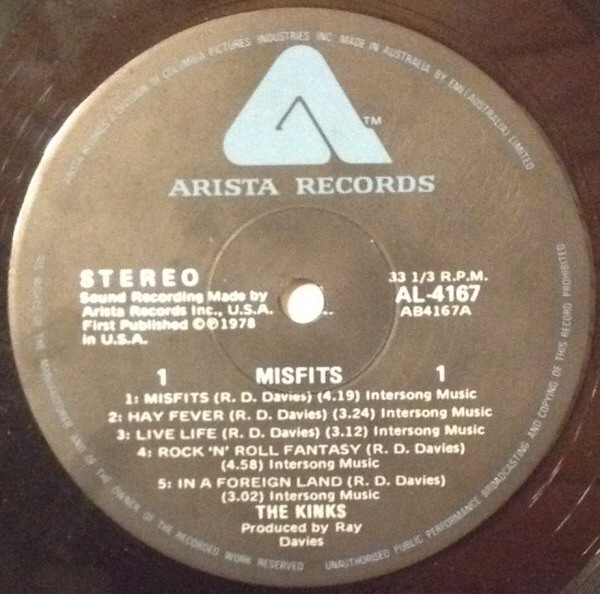 ARISTA RECORDS A DIVISION OF COLUMBIA PICTURES INDUSTRIES INC MADE IN AUSTRALIA BY EMI (AUSTRALIA) LIMITED
TM
ARISTA RECORDS
STEREO
Sound Recording Made by
Arista Records Inc., U.S.A.
First Published ©℗1978
in U.S.A.
33 1/3 R.P.M.
AL-4167
AB4167A
1 MISFITS 1
1: MISFITS (R. D. Davies) (4.19) Intersong Music
2: HAY FEVER (R. D. Davies) (3.24) Intersong Music
3: LIVE LIFE (R. D. Davies) (3.12) Intersong Music
4: ROCK 'N' ROLL FANTASY (R. D. Davies)
(4.58) Intersong Music
5: IN A FOREIGN LAND (R. D. Davies)
(3.02) Intersong Music
THE KINKS
Produced by Ray
Davies
AND OF THE OWNER OF THE RECORDED WORK RESERVED
UNAUTHORISED PUBLIC PERFORMANCE BROADCASTING AND COPYING OF THIS RECORD PROHIBITED